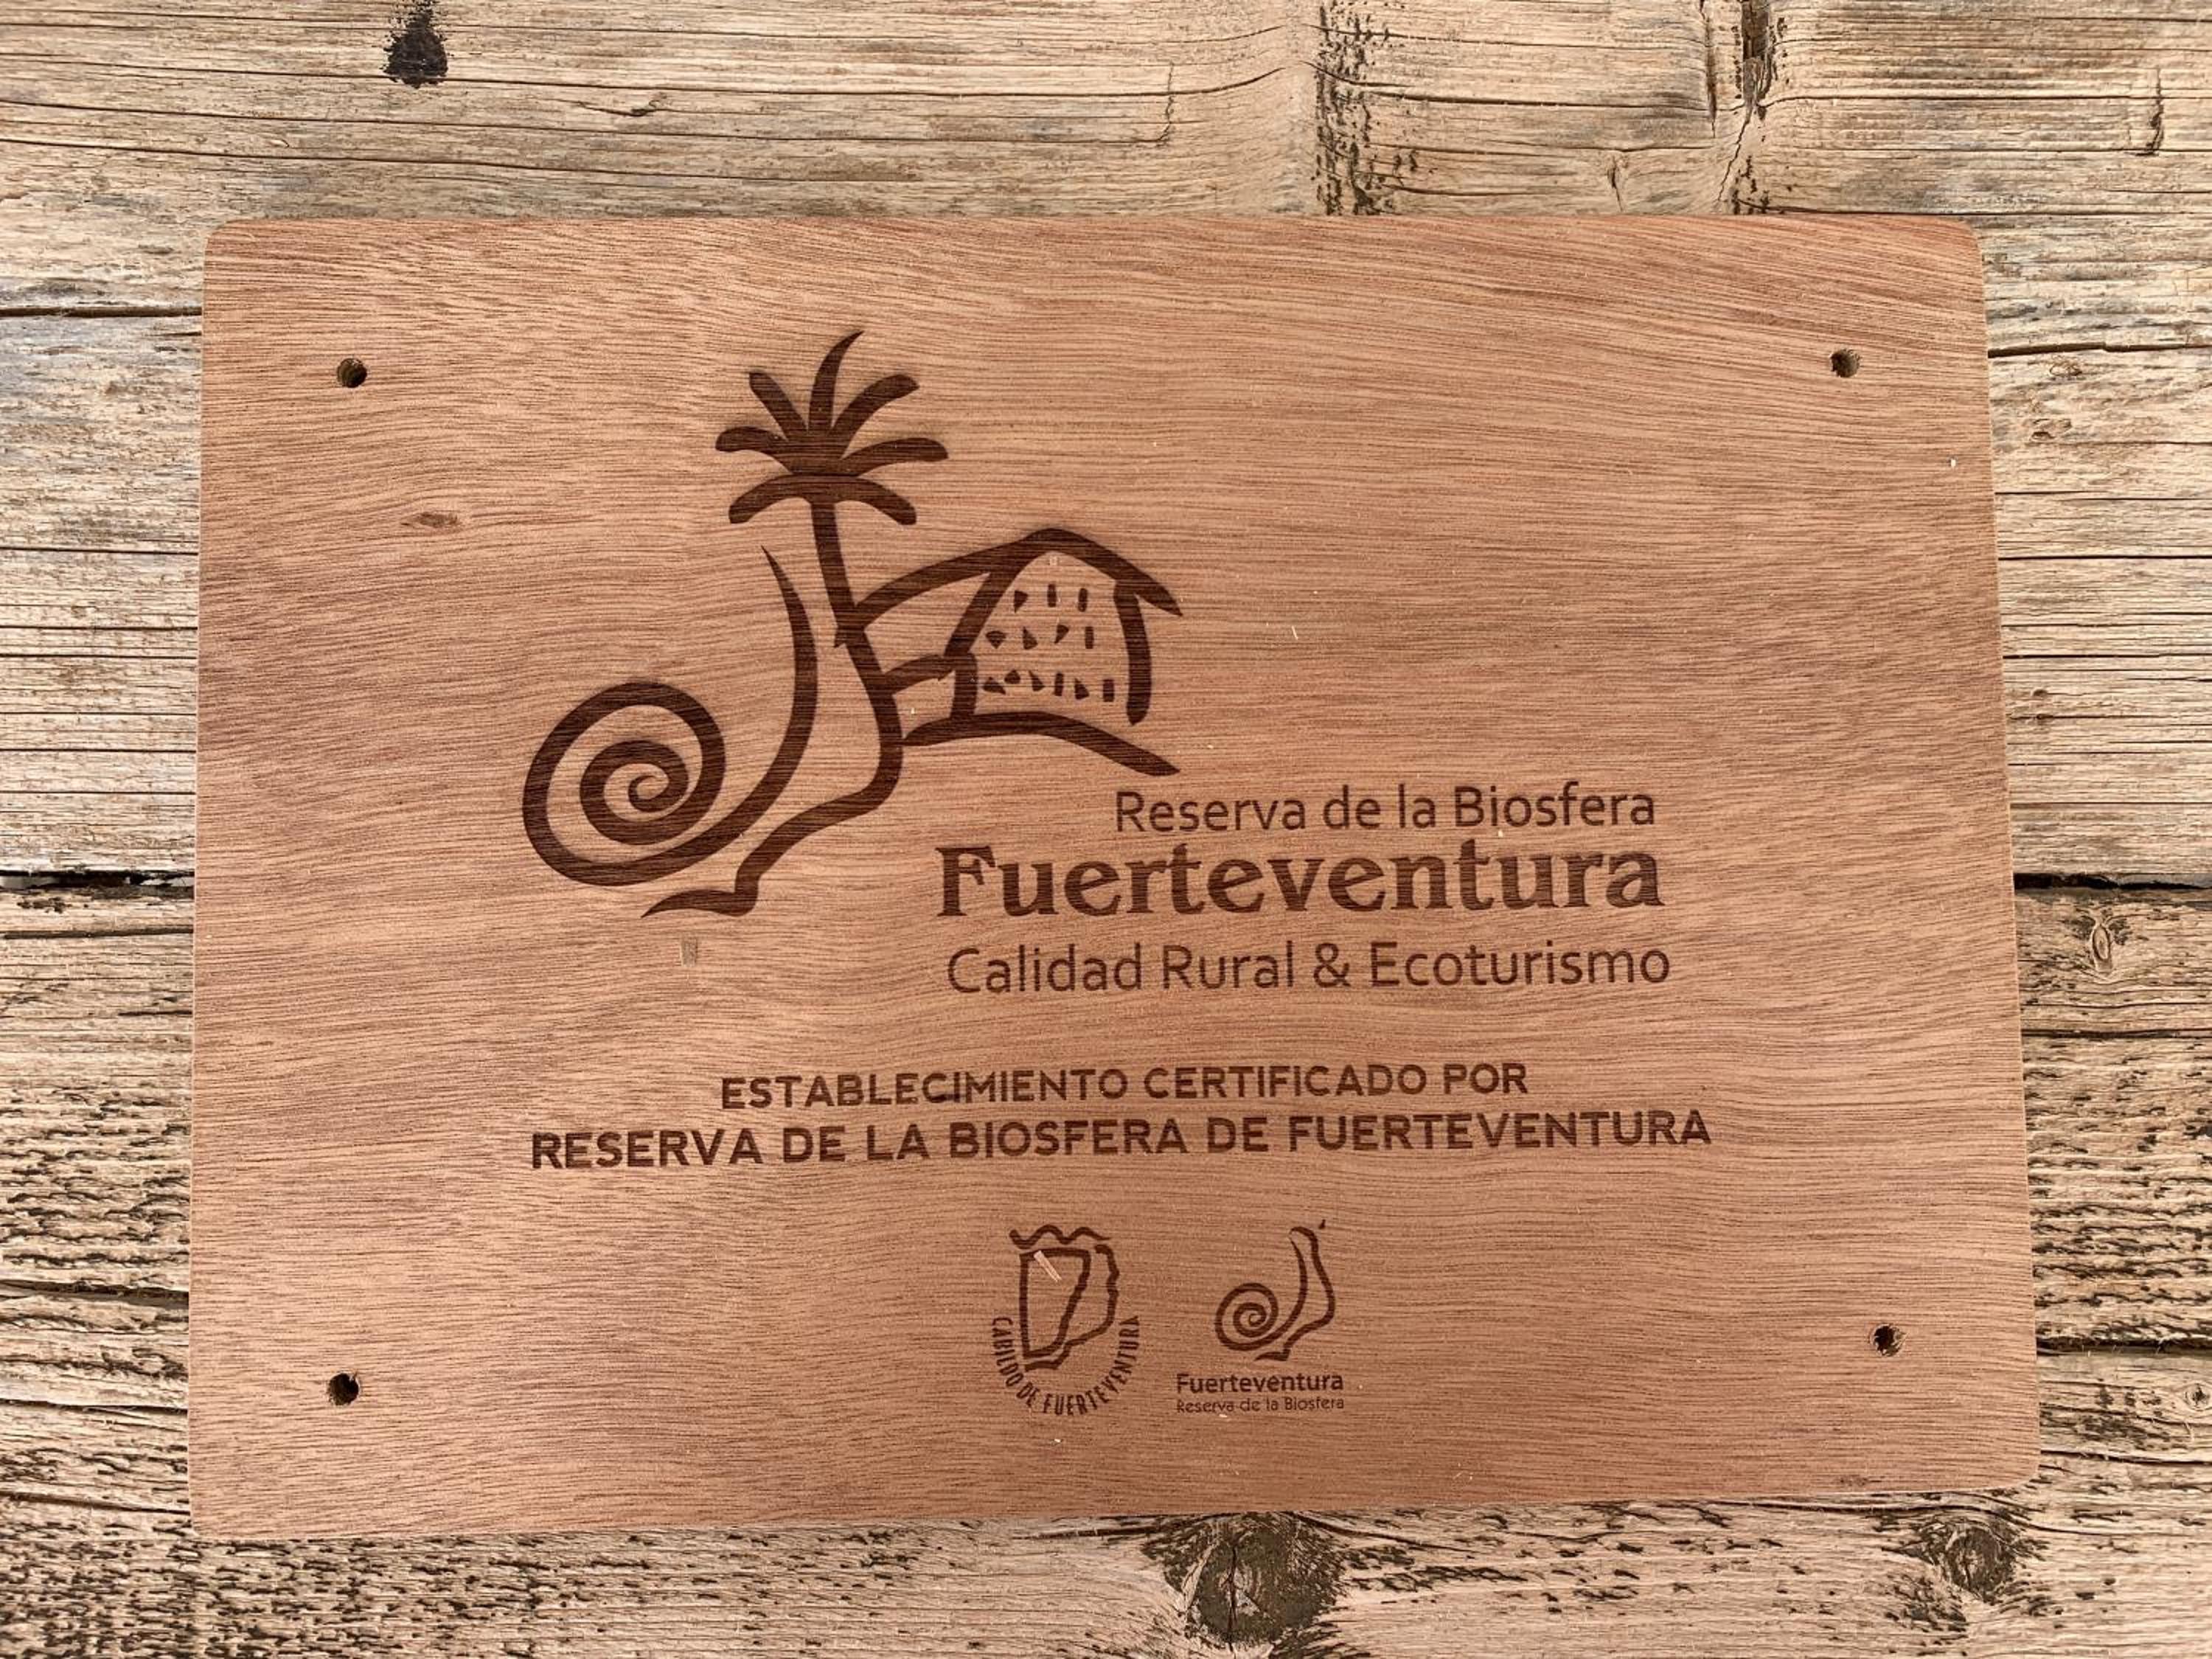 Reserva de la Biosfera
Fuerteventura
Calidad Rural & Ecoturismo
ESTABLECIMIENTO CERTIFICADO POR
RESERVA DE LA BIOSFERA DE FUERTEVENTURA
CABILDO DE FUERTEVENTURA
Fuerteventura
Reserva de la Biosfera